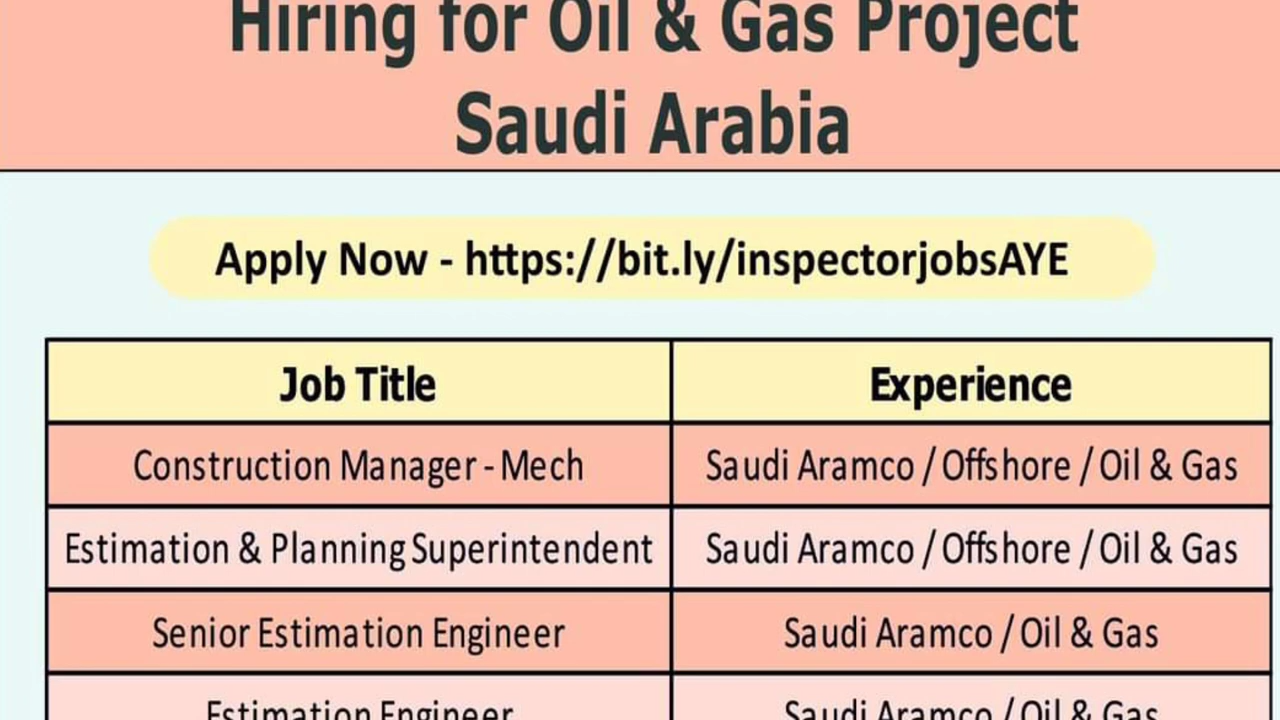 Hiring for Oil & Gas Project
Saudi Arabia
Apply Now - https://bit.ly/inspectorjobsAYE
Job Title Experience
Construction Manager - Mech Saudi Aramco / Offshore / Oil & Gas
Estimation & Planning Superintendent Saudi Aramco / Offshore / Oil & Gas
Senior Estimation Engineer Saudi Aramco / Oil & Gas
Estimation Engineer Saudi Aramco / Oil & Gas